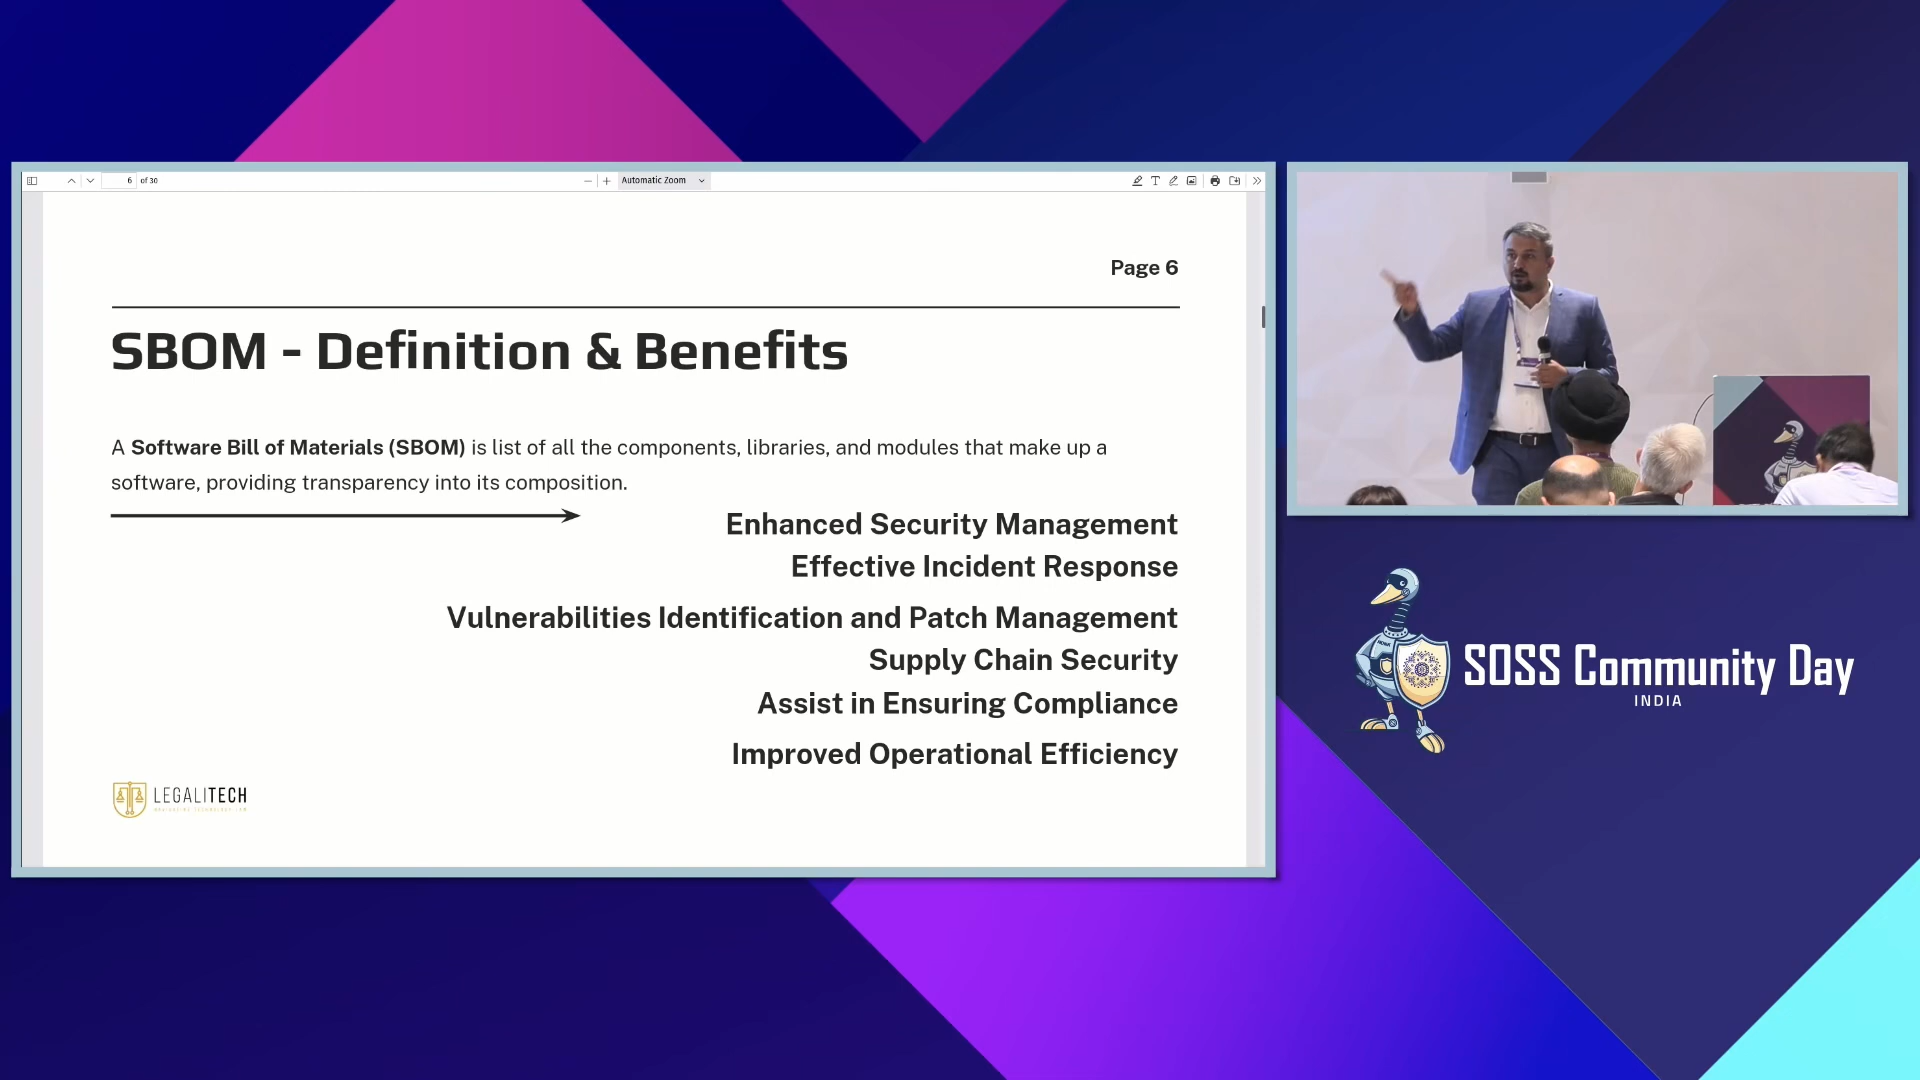 6 of 30
Automatic Zoom
Page 6
SBOM - Definition & Benefits
A Software Bill of Materials (SBOM) is list of all the components, libraries, and modules that make up a
software, providing transparency into its composition.
Enhanced Security Management
Effective Incident Response
Vulnerabilities Identification and Patch Management
Supply Chain Security
Assist in Ensuring Compliance
Improved Operational Efficiency
LEGALITECH
SOSS Community Day
INDIA